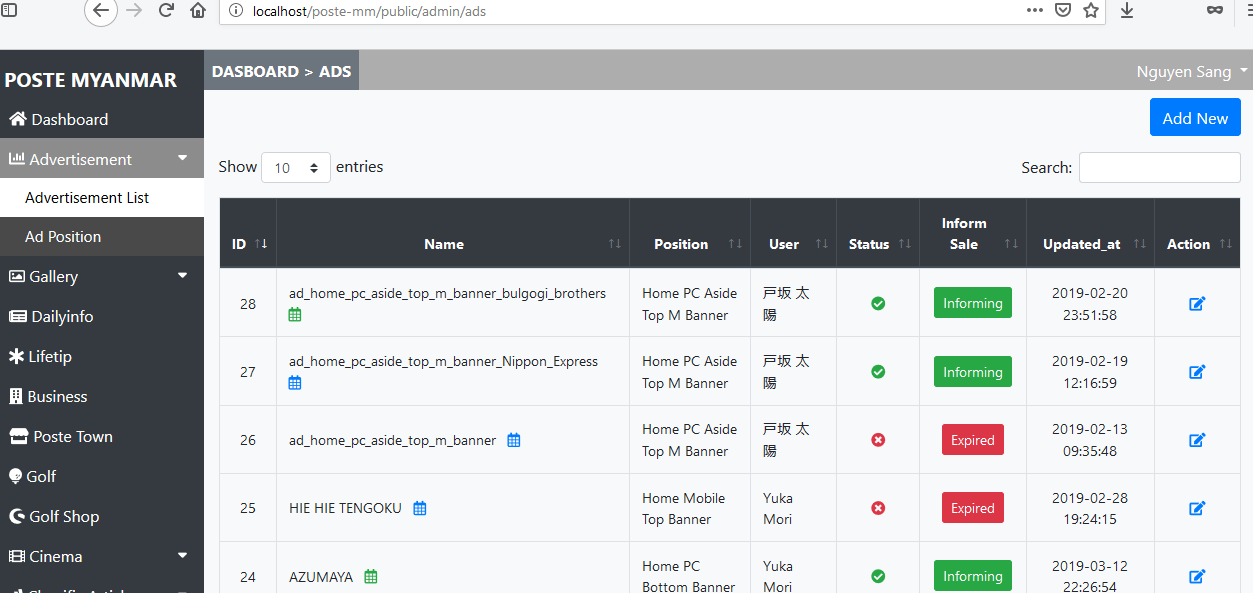 localhost/poste-mm/public/admin/ads
POSTE MYANMAR
DASBOARD > ADS
Nguyen Sang
Dashboard
Advertisement
Advertisement List
Ad Position
Gallery
Dailyinfo
Lifetip
Business
Poste Town
Golf
Golf Shop
Cinema
Add New
Show 10 entries
Search:
ID
Name
Position
User
Status
Inform
Sale
Updated_at
Action
28
ad_home_pc_aside_top_m_banner_bulgogi_brothers
Home PC Aside
Top M Banner
戸坂 太
陽
Informing
2019-02-20
23:51:58
27
ad_home_pc_aside_top_m_banner_Nippon_Express
Home PC Aside
Top M Banner
戸坂 太
陽
Informing
2019-02-19
12:16:59
26
ad_home_pc_aside_top_m_banner
Home PC Aside
Top M Banner
戸坂 太
陽
Expired
2019-02-13
09:35:48
25
HIE HIE TENGOKU
Home Mobile
Top Banner
Yuka
Mori
Expired
2019-02-28
19:24:15
24
AZUMAYA
Home PC
Bottom Banner
Yuka
Mori
Informing
2019-03-12
22:26:54